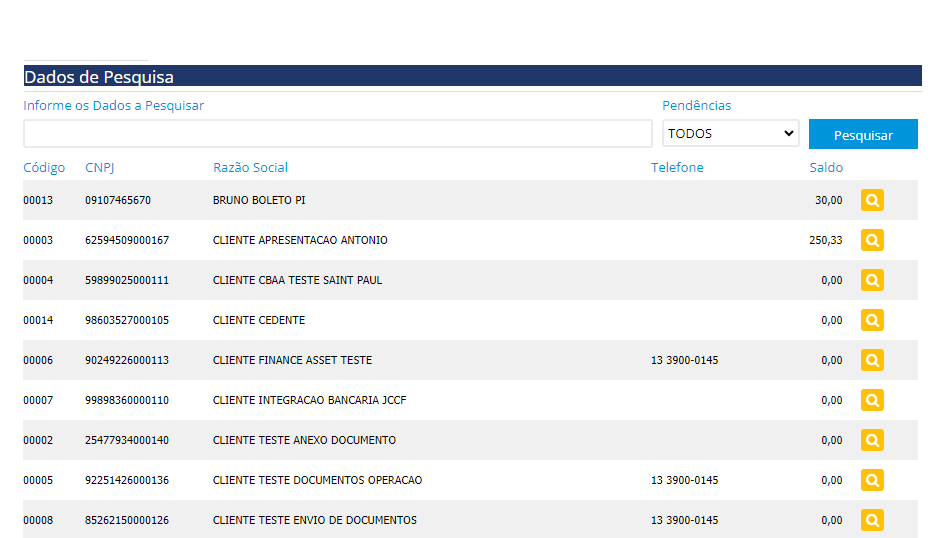 Dados de Pesquisa
Informe os Dados a Pesquisar Pendências
TODOS Pesquisar
Código CNPJ Razão Social Telefone Saldo
00013 09107465670 BRUNO BOLETO PI 30,00
00003 62594509000167 CLIENTE APRESENTACAO ANTONIO 250,33
00004 59899025000111 CLIENTE CBAA TESTE SAINT PAUL 0,00
00014 98603527000105 CLIENTE CEDENTE 0,00
00006 90249226000113 CLIENTE FINANCE ASSET TESTE 13 3900-0145 0,00
00007 99898360000110 CLIENTE INTEGRACAO BANCARIA JCCF 0,00
00002 25477934000140 CLIENTE TESTE ANEXO DOCUMENTO 0,00
00005 92251426000136 CLIENTE TESTE DOCUMENTOS OPERACAO 13 3900-0145 0,00
00008 85262150000126 CLIENTE TESTE ENVIO DE DOCUMENTOS 13 3900-0145 0,00